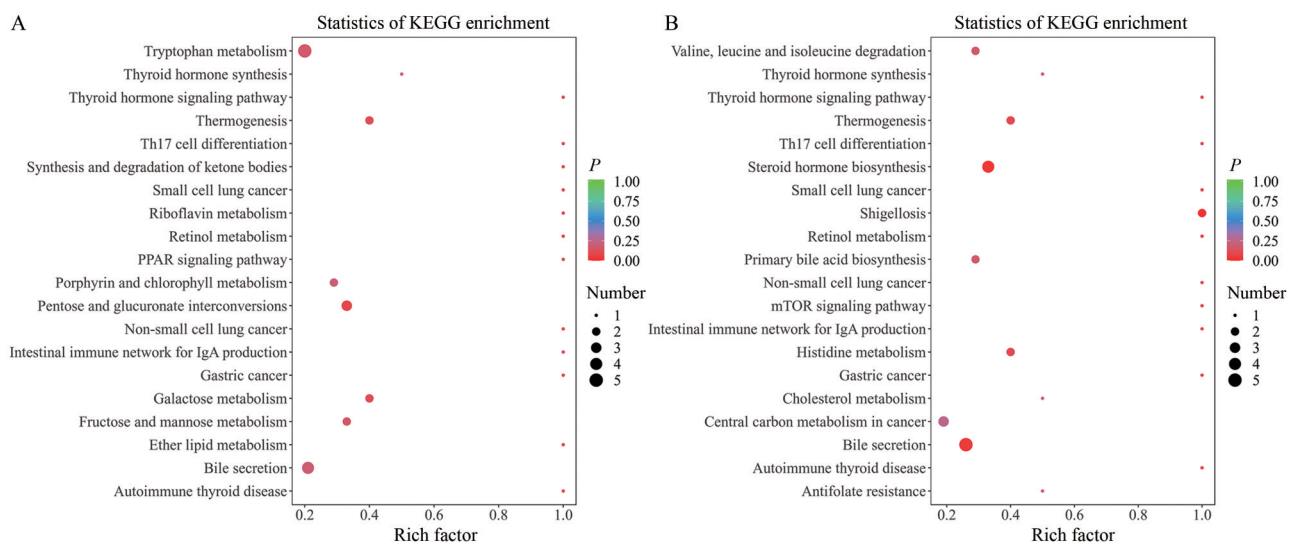 A
Statistics of KEGG enrichment
Tryptophan metabolism
Thyroid hormone synthesis
Thyroid hormone signaling pathway
Thermogenesis
Th17 cell differentiation
Synthesis and degradation of ketone bodies
Small cell lung cancer
Riboflavin metabolism
Retinol metabolism
PPAR signaling pathway
Porphyrin and chlorophyll metabolism
Pentose and glucuronate interconversions
Non-small cell lung cancer
Intestinal immune network for IgA production
Gastric cancer
Galactose metabolism
Fructose and mannose metabolism
Ether lipid metabolism
Bile secretion
Autoimmune thyroid disease
0.2 0.4 0.6 0.8 1.0
Rich factor
P
1.00
0.75
0.50
0.25
0.00
Number
1
2
3
4
5
B
Statistics of KEGG enrichment
Valine, leucine and isoleucine degradation
Thyroid hormone synthesis
Thyroid hormone signaling pathway
Thermogenesis
Th17 cell differentiation
Steroid hormone biosynthesis
Small cell lung cancer
Shigellosis
Retinol metabolism
Primary bile acid biosynthesis
Non-small cell lung cancer
mTOR signaling pathway
Intestinal immune network for IgA production
Histidine metabolism
Gastric cancer
Cholesterol metabolism
Central carbon metabolism in cancer
Bile secretion
Autoimmune thyroid disease
Antifolate resistance
0.2 0.4 0.6 0.8 1.0
Rich factor
P
1.00
0.75
0.50
0.25
0.00
Number
1
2
3
4
5